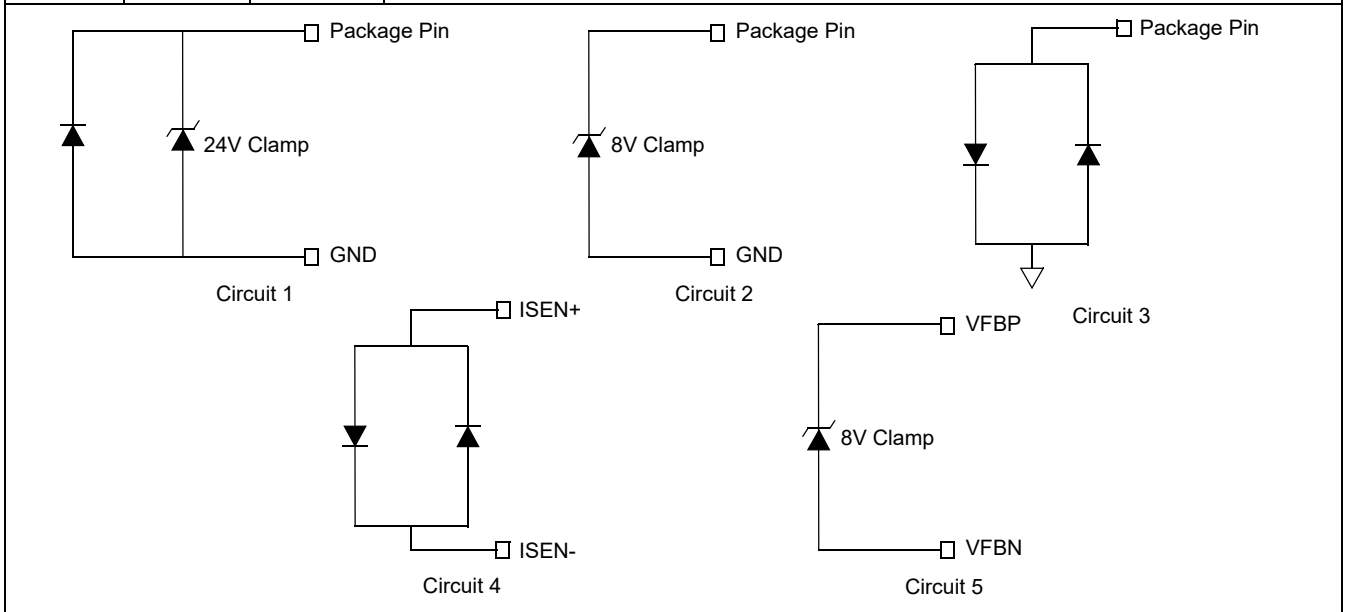 Package Pin
24V Clamp
GND
Circuit 1
Package Pin
8V Clamp
GND
Circuit 2
Package Pin
Circuit 3
ISEN+
ISEN-
Circuit 4
VFBP
8V Clamp
VFBN
Circuit 5